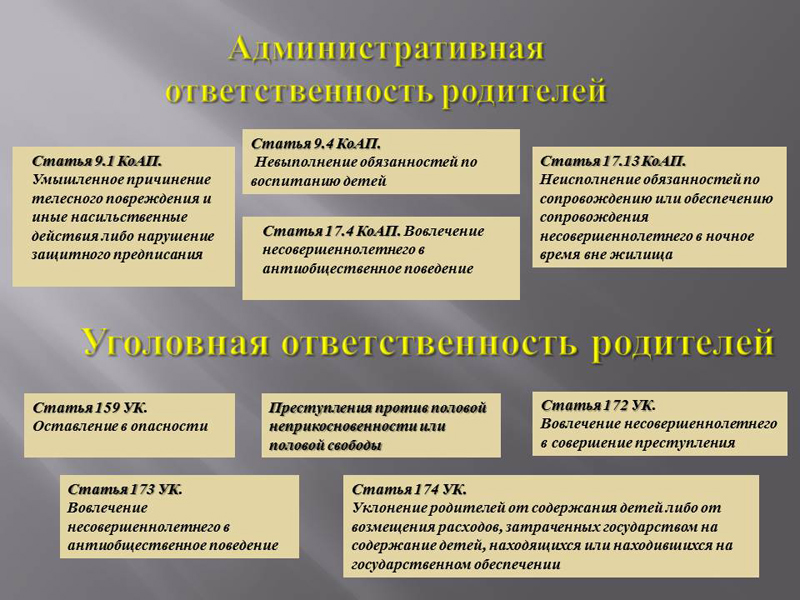 Административная
ответственность родителей
Статья 9.1 КоАП.
Умышленное причинение
телесного повреждения и
иные насильственные
действия либо нарушение
защитного предписания
Статья 9.4 КоАП.
Невыполнение обязанностей по
воспитанию детей
Статья 17.4 КоАП. Вовлечение
несовершеннолетнего в
антиобщественное поведение
Статья 17.13 КоАП.
Неисполнение обязанностей по
сопровождению или обеспечению
сопровождения
несовершеннолетнего в ночное
время вне жилища
Уголовная ответственность родителей
Статья 159 УК.
Оставление в опасности
Преступления против половой
неприкосновенности или
половой свободы
Статья 172 УК.
Вовлечение несовершеннолетнего
в совершение преступления
Статья 173 УК.
Вовлечение
несовершеннолетнего в
антиобщественное поведение
Статья 174 УК.
Уклонение родителей от содержания детей либо от
возмещения расходов, затраченных государством на
содержание детей, находящихся или находившихся на
государственном обеспечении